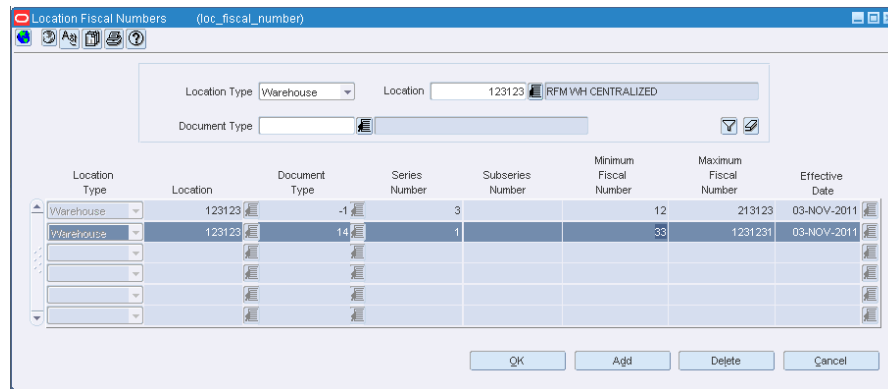 Location Fiscal Numbers (loc_fiscal_number)
Location Type Warehouse Location 123123 RFM WH CENTRALIZED
Document Type
Location Type Location Document Type Series Number Subseries Number Minimum Fiscal Number Maximum Fiscal Number Effective Date
Warehouse 123123 -1 3 12 213123 03-NOV-2011
Warehouse 123123 14 1 33 1231231 03-NOV-2011
OK Add Delete Cancel